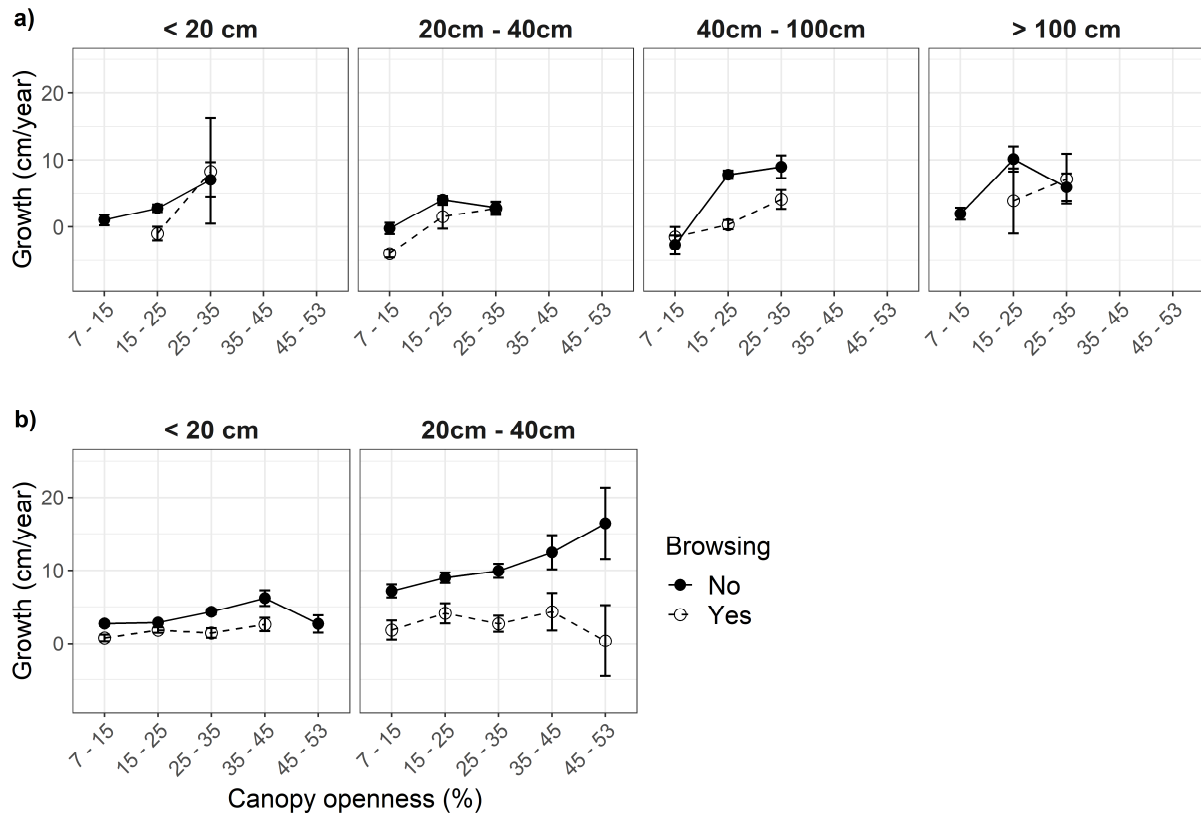 a)
< 20 cm
20cm - 40cm
40cm - 100cm
> 100 cm
Growth (cm/year)
20
10
0
7 - 15
15 - 25
25 - 35
35 - 45
45 - 53
7 - 15
15 - 25
25 - 35
35 - 45
45 - 53
7 - 15
15 - 25
25 - 35
35 - 45
45 - 53
7 - 15
15 - 25
25 - 35
35 - 45
45 - 53
b)
< 20 cm
20cm - 40cm
Growth (cm/year)
20
10
0
7 - 15
15 - 25
25 - 35
35 - 45
45 - 53
7 - 15
15 - 25
25 - 35
35 - 45
45 - 53
Canopy openness (%)
Browsing
No
Yes